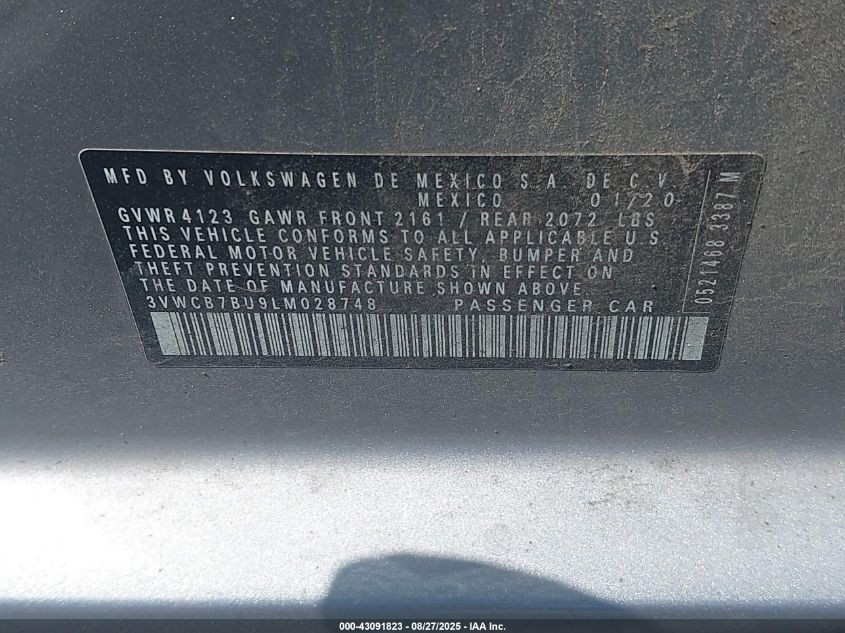 MFD BY VOLKSWAGEN DE MEXICO S.A. DE C.V.
MEXICO 01/20
GVWR 4123 GAWR FRONT 2161 / REAR 2072 LBS
THIS VEHICLE CONFORMS TO ALL APPLICABLE U.S.
FEDERAL MOTOR VEHICLE SAFETY, BUMPER AND
THEFT PREVENTION STANDARDS IN EFFECT ON
THE DATE OF MANUFACTURE SHOWN ABOVE.
3VWCB7BU9LM028748 PASSENGER CAR
0521468 3387 M
000-43091823 - 08/27/2025 - IAA Inc.